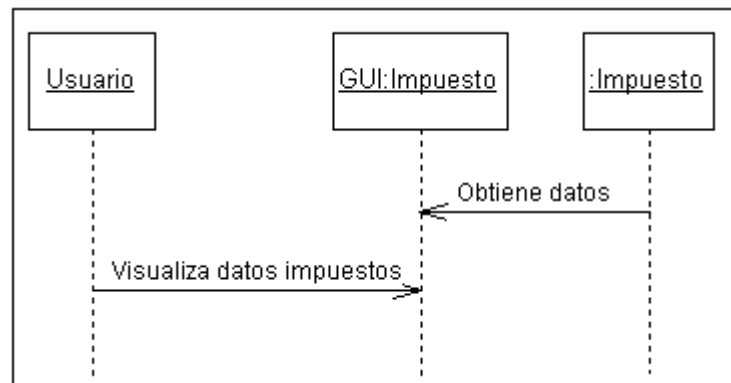 Usuario
GUI:Impuesto
:Impuesto
Obtiene datos
Visualiza datos impuestos